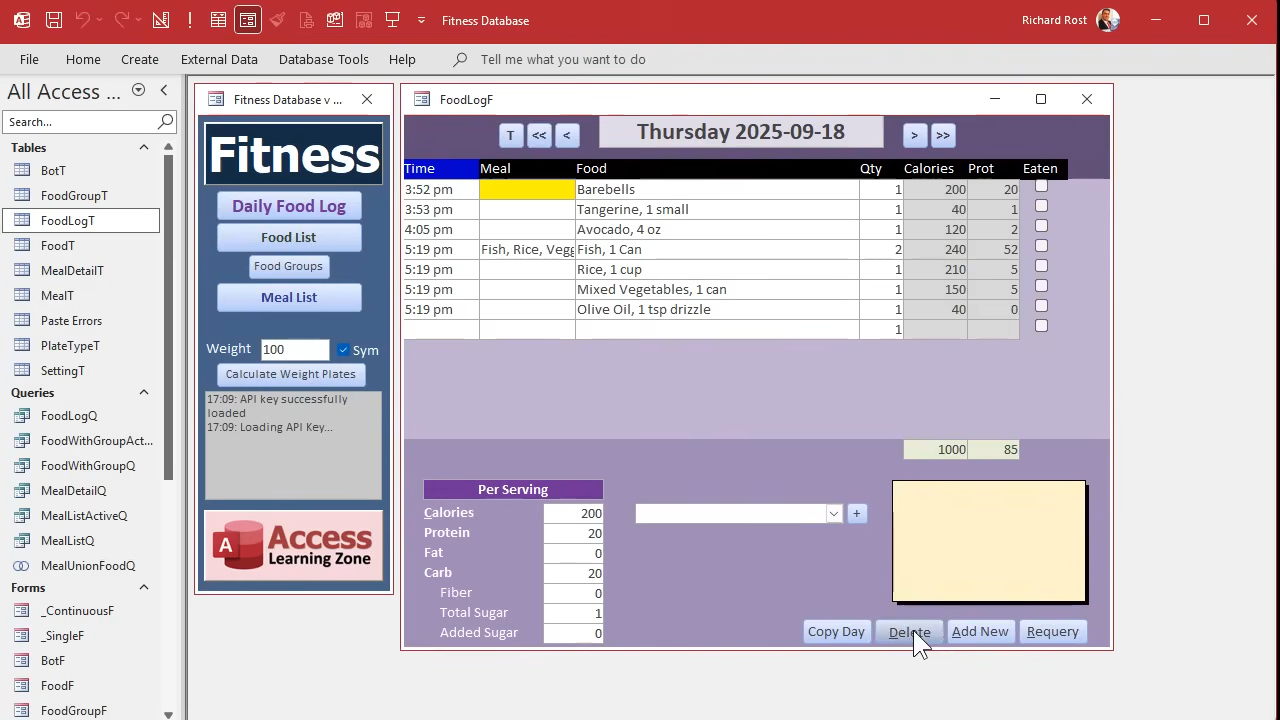 Fitness Database
Richard Rost
File Home Create External Data Database Tools Help Tell me what you want to do
All Access ...
Search...
Tables
BotT
FoodGroupT
FoodLogT
FoodT
MealDetailT
MealT
Paste Errors
PlateTypeT
SettingT
Queries
FoodLogQ
FoodWithGroupAct...
FoodWithGroupQ
MealDetailQ
MealListActiveQ
MealListQ
MealUnionFoodQ
Forms
_ContinuousF
_SingleF
BotF
FoodF
FoodGroupF
Fitness Database v ...
Fitness
Daily Food Log
Food List
Food Groups
Meal List
Weight 100 Sym
Calculate Weight Plates
17:09: API key successfully
loaded
17:09: Loading API Key...
A Access
Learning Zone
FoodLogF
T << < Thursday 2025-09-18 > >>
Time Meal Food Qty Calories Prot Eaten
3:52 pm Barebells 1 200 20
3:53 pm Tangerine, 1 small 1 40 1
4:05 pm Avocado, 4 oz 1 120 2
5:19 pm Fish, Rice, Vegg Fish, 1 Can 2 240 52
5:19 pm Rice, 1 cup 1 210 5
5:19 pm Mixed Vegetables, 1 can 1 150 5
5:19 pm Olive Oil, 1 tsp drizzle 1 40 0
1
1000 85
Per Serving
Calories 200
Protein 20
Fat 0
Carb 20
Fiber 0
Total Sugar 1
Added Sugar 0
+
Copy Day Delete Add New Requery